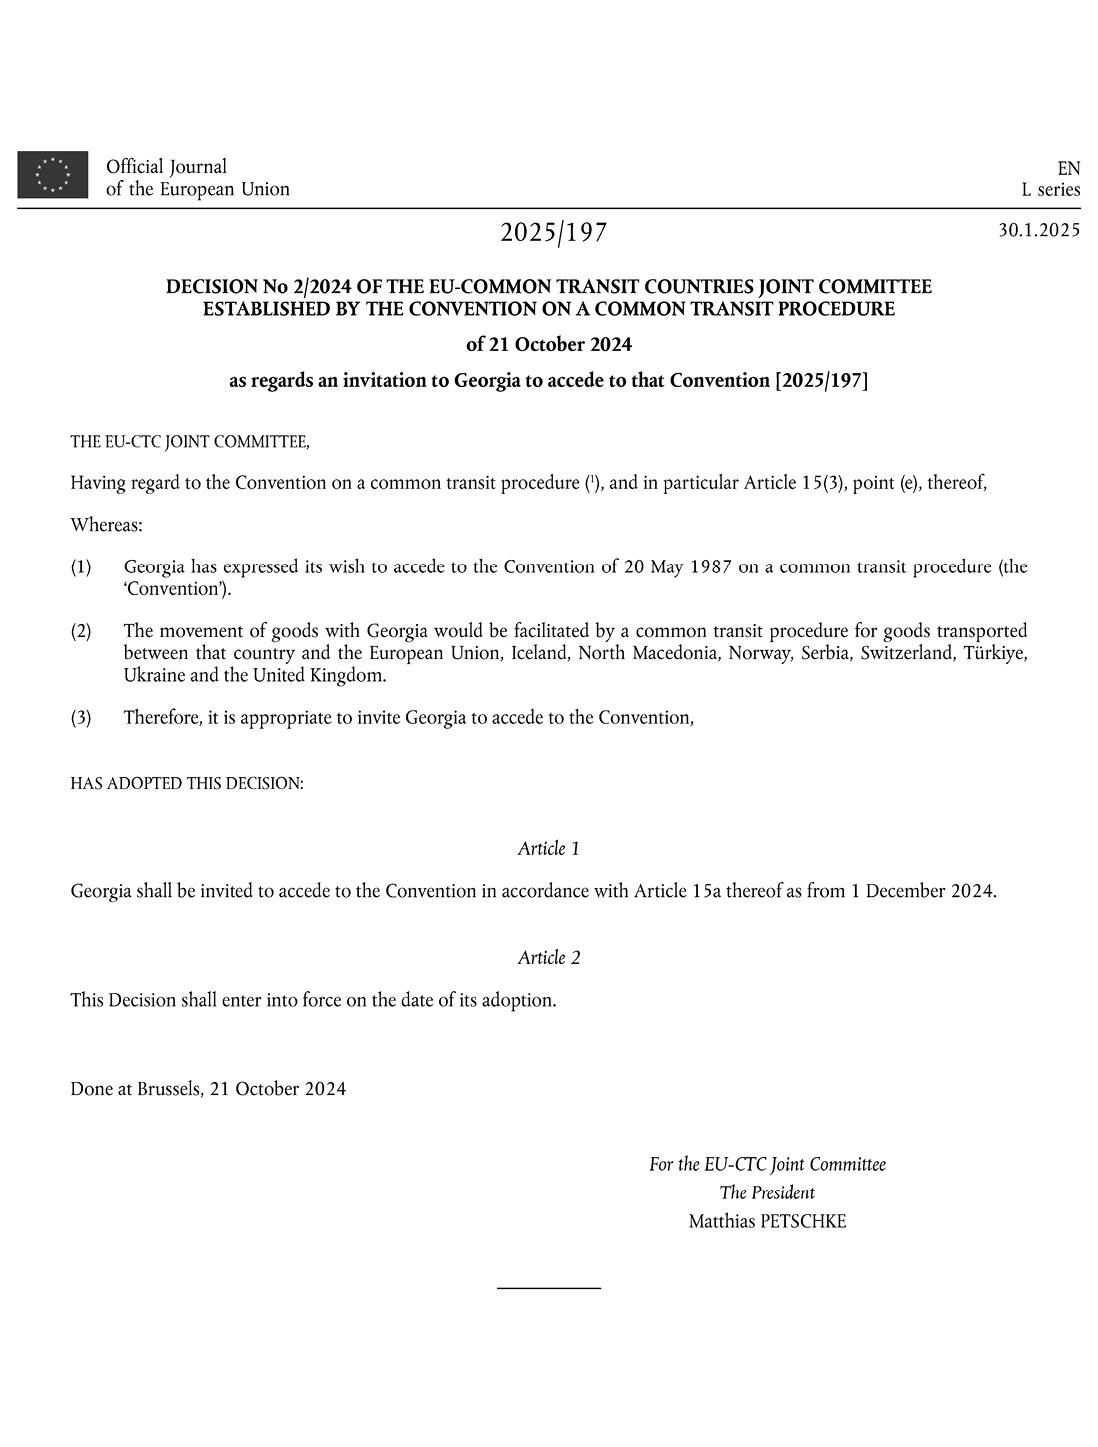 Official Journal
of the European Union
EN
L series
2025/197
30.1.2025
DECISION No 2/2024 OF THE EU-COMMON TRANSIT COUNTRIES JOINT COMMITTEE
ESTABLISHED BY THE CONVENTION ON A COMMON TRANSIT PROCEDURE
of 21 October 2024
as regards an invitation to Georgia to accede to that Convention [2025/197]
THE EU-CTC JOINT COMMITTEE,
Having regard to the Convention on a common transit procedure (¹), and in particular Article 15(3), point (e), thereof,
Whereas:
(1) Georgia has expressed its wish to accede to the Convention of 20 May 1987 on a common transit procedure (the
‘Convention’).
(2) The movement of goods with Georgia would be facilitated by a common transit procedure for goods transported
between that country and the European Union, Iceland, North Macedonia, Norway, Serbia, Switzerland, Türkiye,
Ukraine and the United Kingdom.
(3) Therefore, it is appropriate to invite Georgia to accede to the Convention,
HAS ADOPTED THIS DECISION:
Article 1
Georgia shall be invited to accede to the Convention in accordance with Article 15a thereof as from 1 December 2024.
Article 2
This Decision shall enter into force on the date of its adoption.
Done at Brussels, 21 October 2024
For the EU-CTC Joint Committee
The President
Matthias PETSCHKE